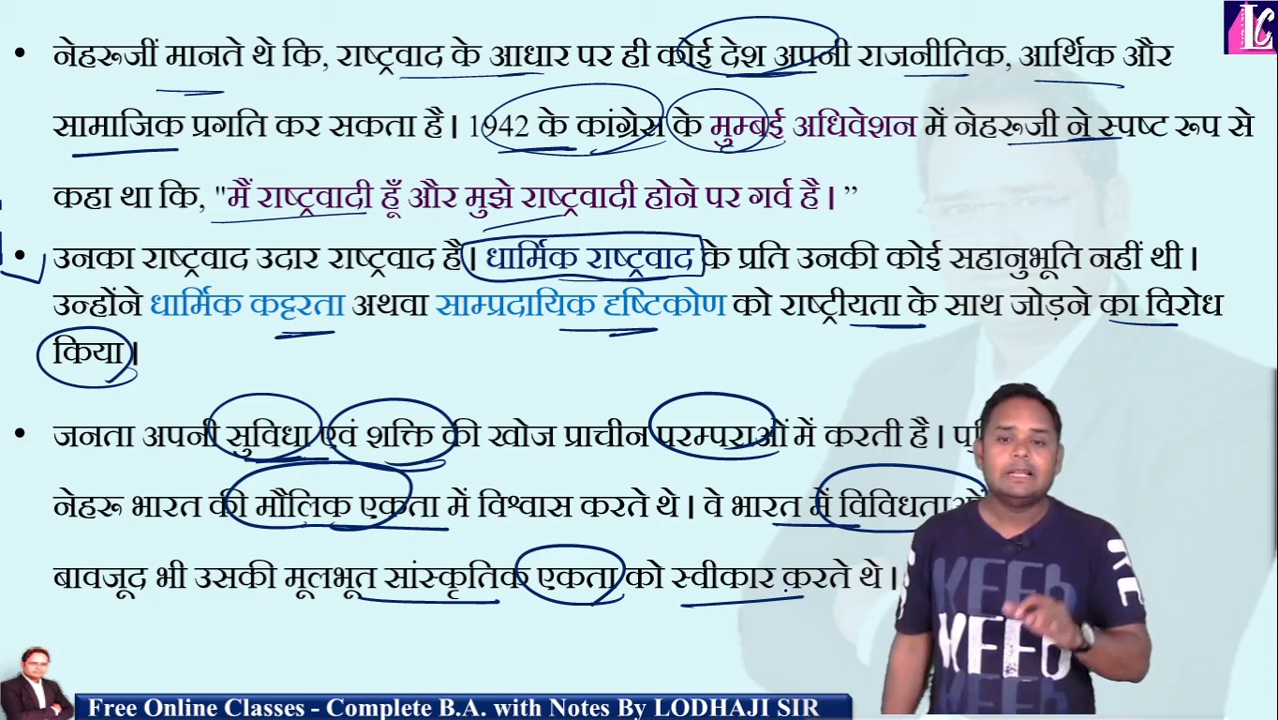 LC
• नेहरूजीं मानते थे कि, राष्ट्रवाद के आधार पर ही कोई देश अपनी राजनीतिक, आर्थिक और
सामाजिक प्रगति कर सकता है। 1942 के कांग्रेस के मुम्बई अधिवेशन में नेहरूजी ने स्पष्ट रूप से
कहा था कि, "मैं राष्ट्रवादी हूँ और मुझे राष्ट्रवादी होने पर गर्व है। ”
• उनका राष्ट्रवाद उदार राष्ट्रवाद है। धार्मिक राष्ट्रवाद के प्रति उनकी कोई सहानुभूति नहीं थी।
उन्होंने धार्मिक कट्टरता अथवा साम्प्रदायिक दृष्टिकोण को राष्ट्रीयता के साथ जोड़ने का विरोध
किया।
• जनता अपनी सुविधा एवं शक्ति की खोज प्राचीन परम्पराओं में करती है।
नेहरू भारत की मौलिक एकता में विश्वास करते थे। वे भारत में विविधताओं
बावजूद भी उसकी मूलभूत सांस्कृतिक एकता को स्वीकार करते थे।
KEEP
Free Online Classes - Complete B.A. with Notes By LODHAJI SIR